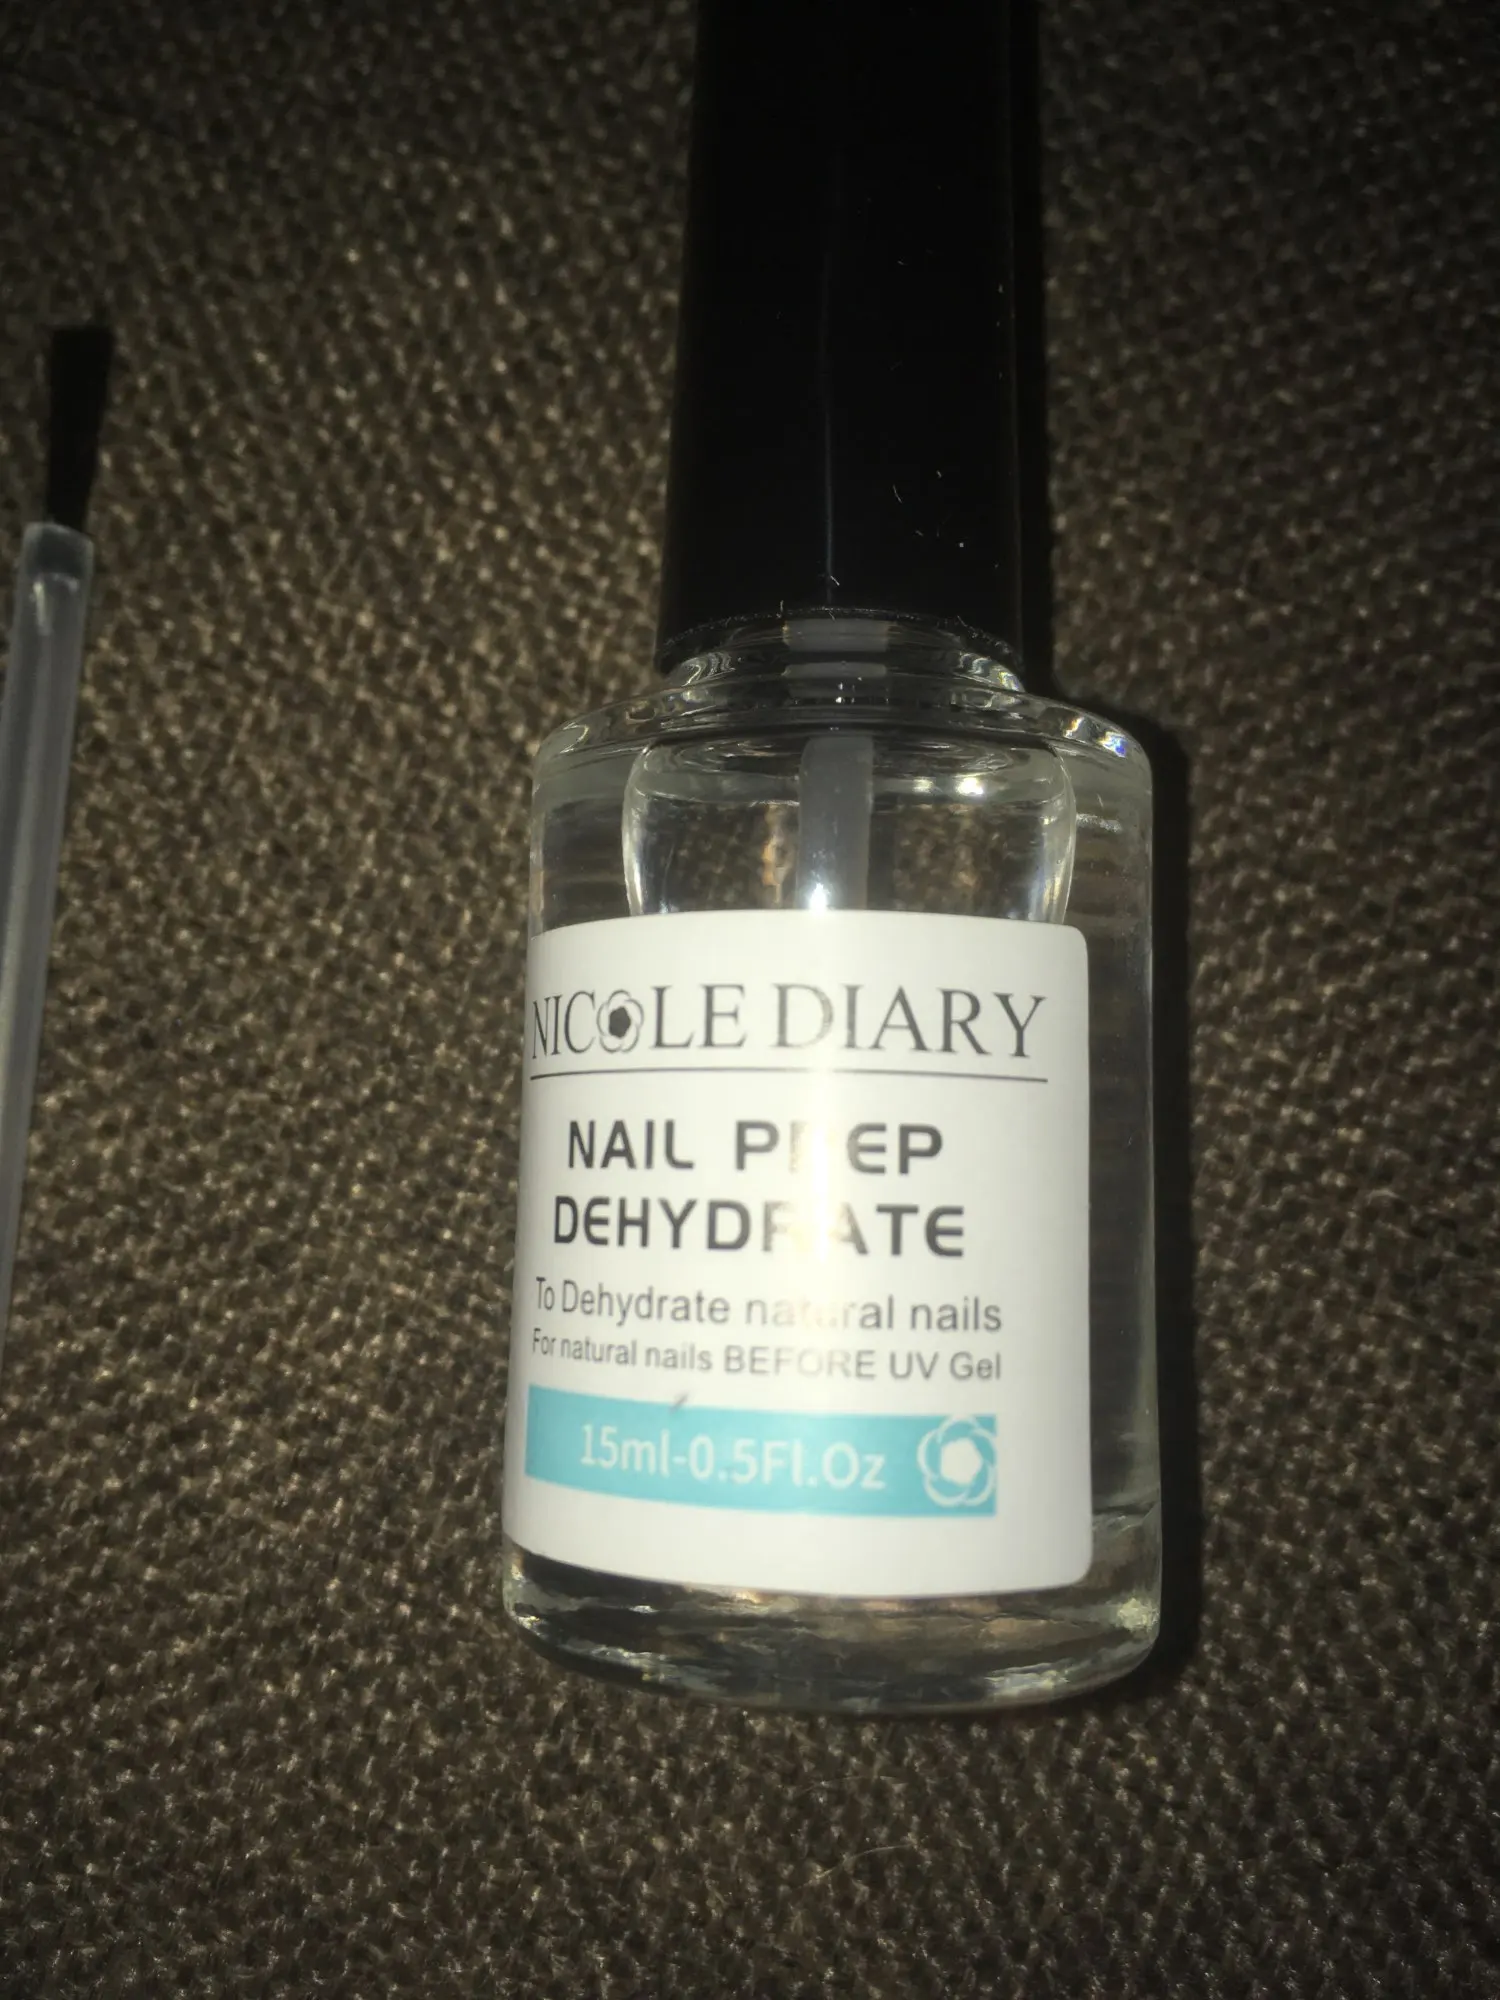 NICOLE DIARY
NAIL PREP
DEHYDRATE
To Dehydrate natural nails
For natural nails BEFORE UV Gel
15ml-0.5Fl.Oz